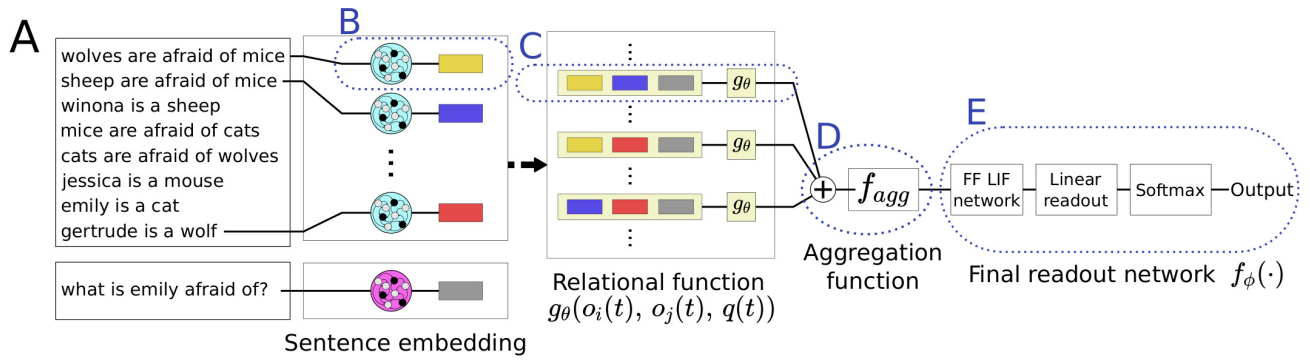 A
B
C
D
E
wolves are afraid of mice
sheep are afraid of mice
winona is a sheep
mice are afraid of cats
cats are afraid of wolves
jessica is a mouse
emily is a cat
gertrude is a wolf
what is emily afraid of?
Sentence embedding
gθ
gθ
gθ
Relational function
gθ(oi(t), oj(t), q(t))
+
fagg
Aggregation
function
FF LIF
network
Linear
readout
Softmax
Output
Final readout network fϕ(·)